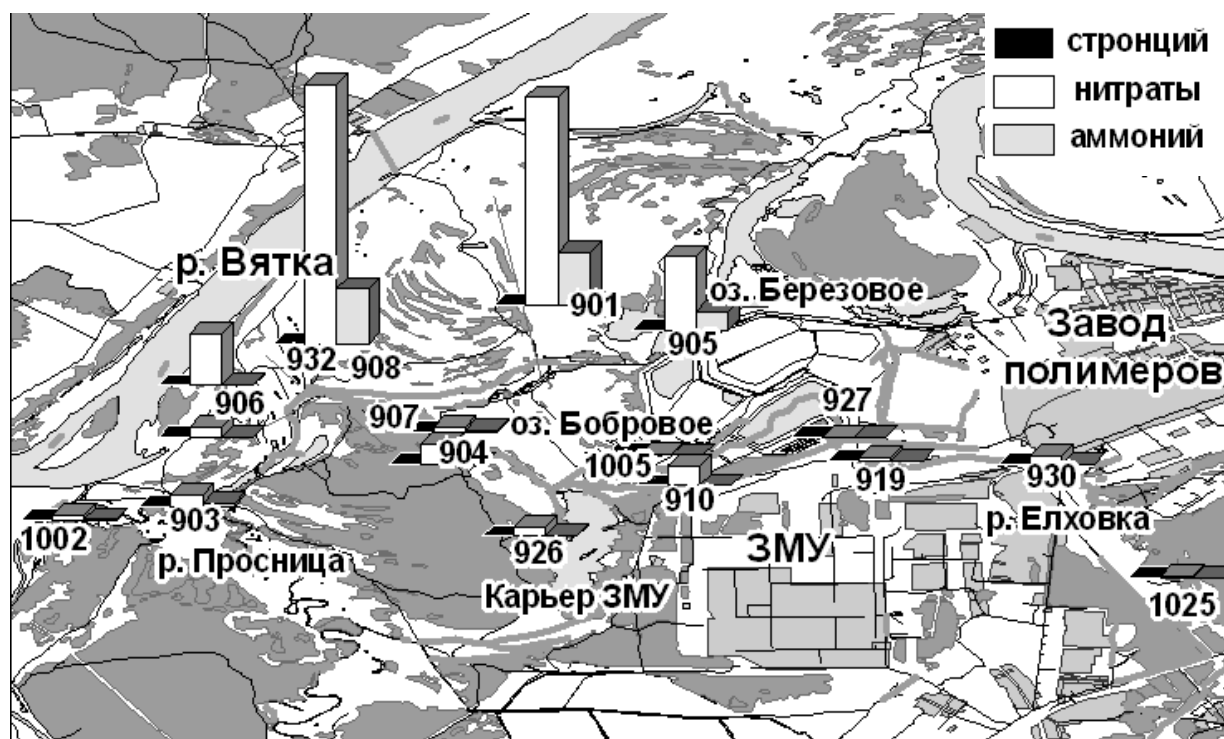 стронций
нитраты
аммоний
р. Вятка
901
оз. Березовое
932
905
908
Завод
полимеров
906
907
927
оз. Бобровое
904
1005
919
930
910
903
1002
926
р. Елховка
ЗМУ
р. Просница
1025
Карьер ЗМУ